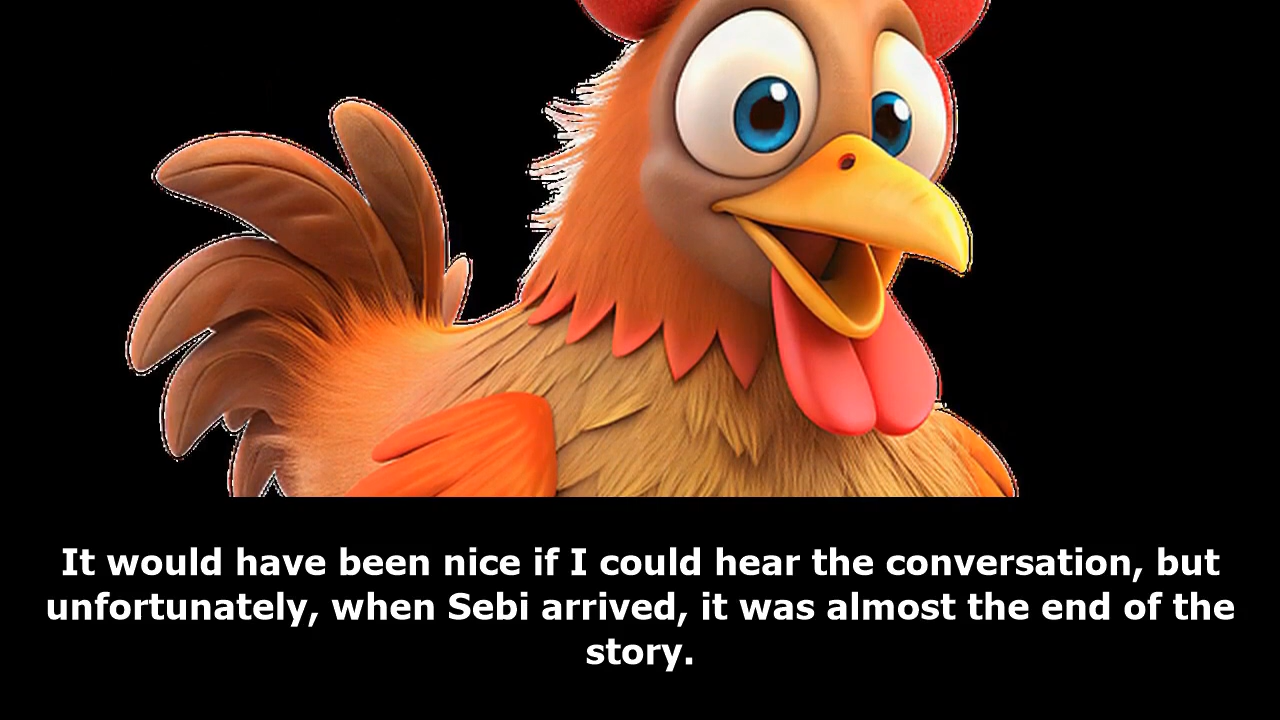 It would have been nice if I could hear the conversation, but
unfortunately, when Sebi arrived, it was almost the end of the
story.